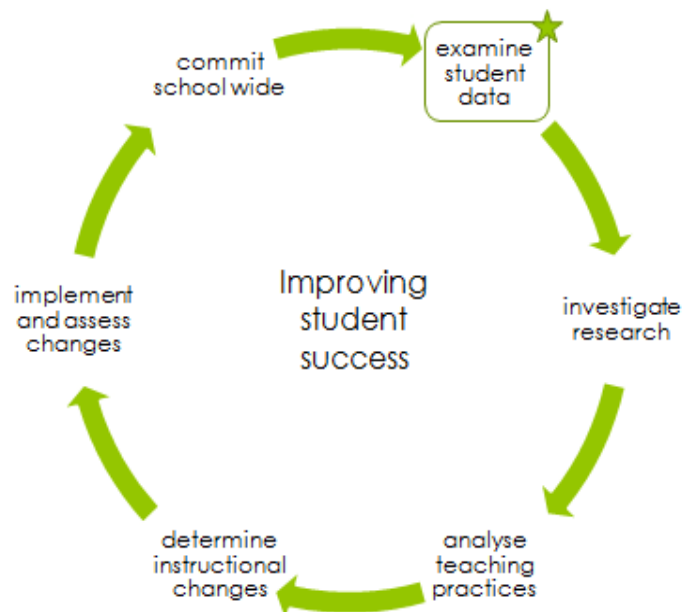 commit
school wide
examine
student
data
investigate
research
analyse
teaching
practices
determine
instructional
changes
implement
and assess
changes
Improving
student
success